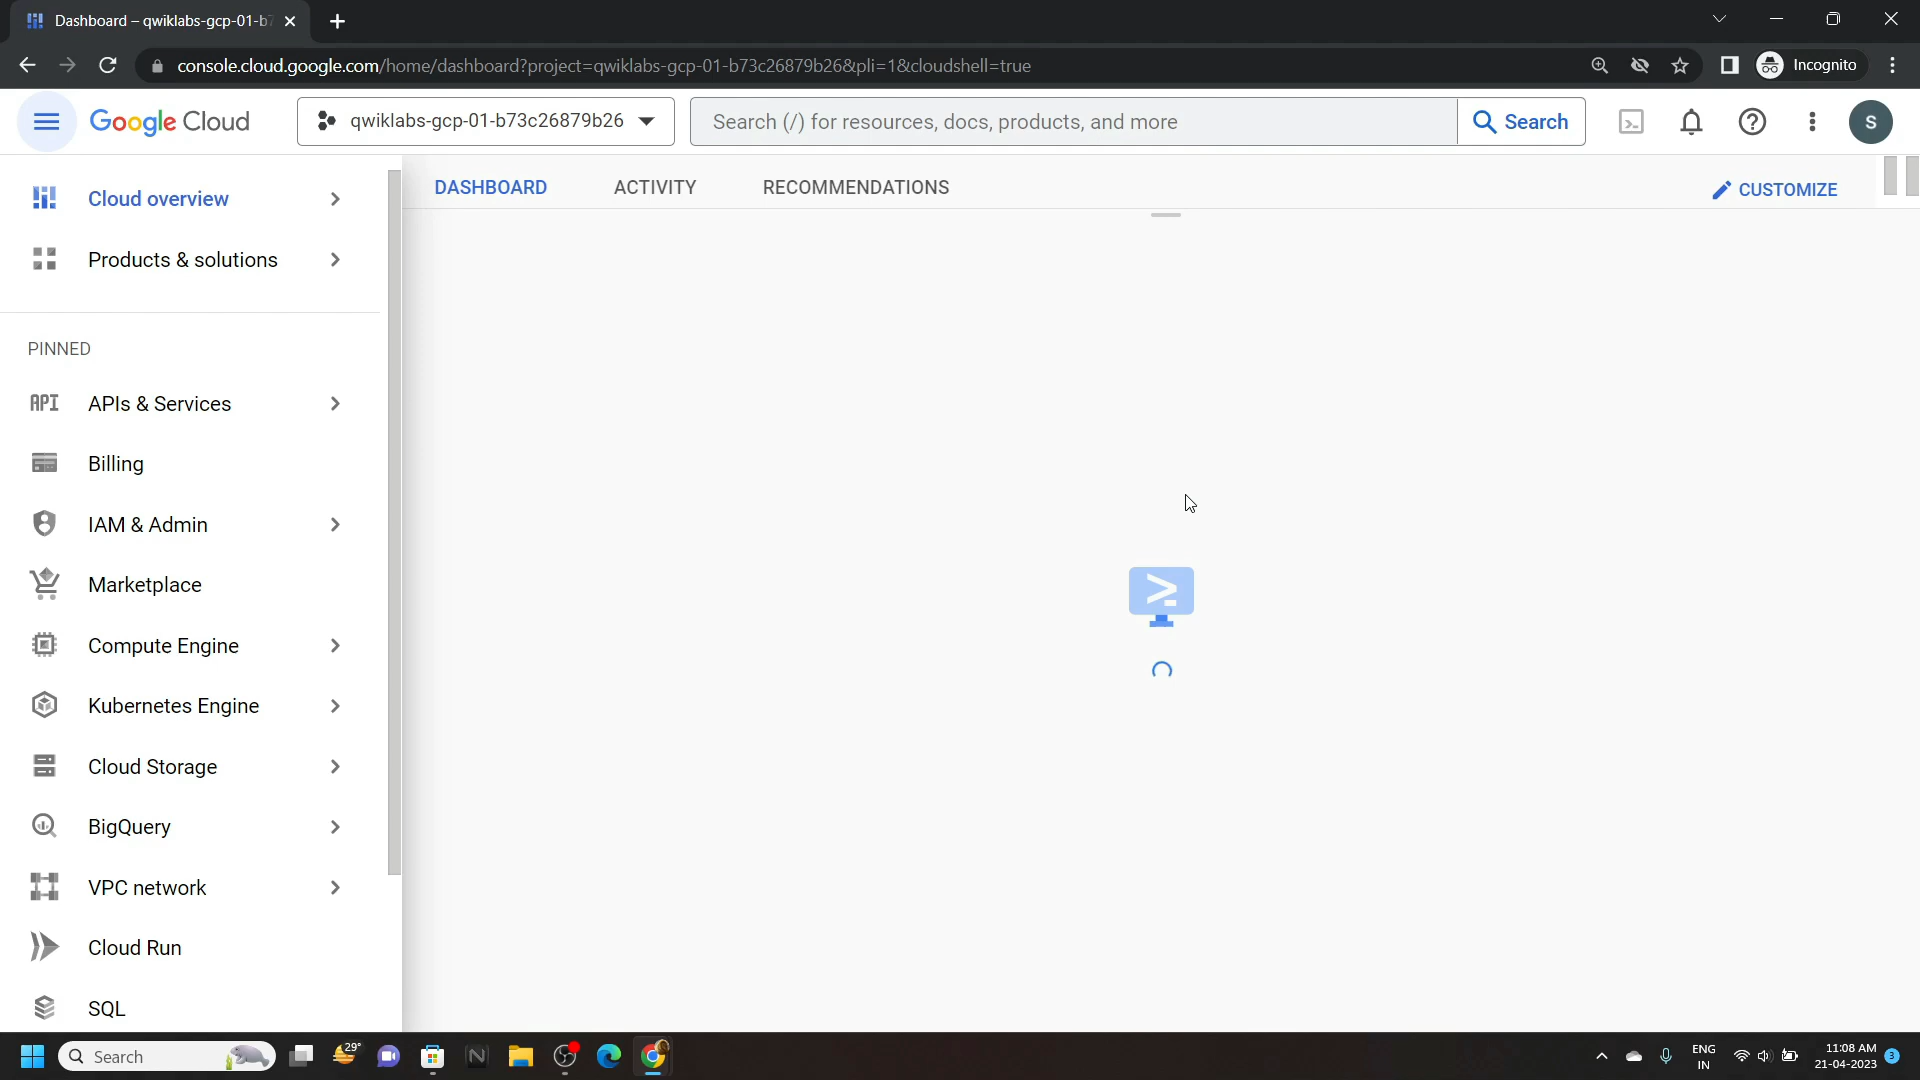 Dashboard – qwiklabs-gcp-01-b7
console.cloud.google.com/home/dashboard?project=qwiklabs-gcp-01-b73c26879b26&pli=1&cloudshell=true
Incognito
Google Cloud
qwiklabs-gcp-01-b73c26879b26
Search (/) for resources, docs, products, and more
Search
S
Cloud overview
DASHBOARD
ACTIVITY
RECOMMENDATIONS
CUSTOMIZE
Products & solutions
PINNED
API
APIs & Services
Billing
IAM & Admin
Marketplace
Compute Engine
Kubernetes Engine
Cloud Storage
BigQuery
VPC network
Cloud Run
SQL
Search
29°
N
ENG
IN
11:08 AM
21-04-2023
3